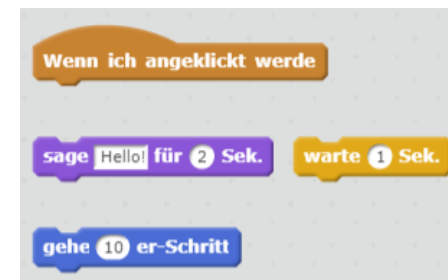 Wenn ich angeklickt werde
sage Hello! für 2 Sek.
warte 1 Sek.
gehe 10 er-Schritt